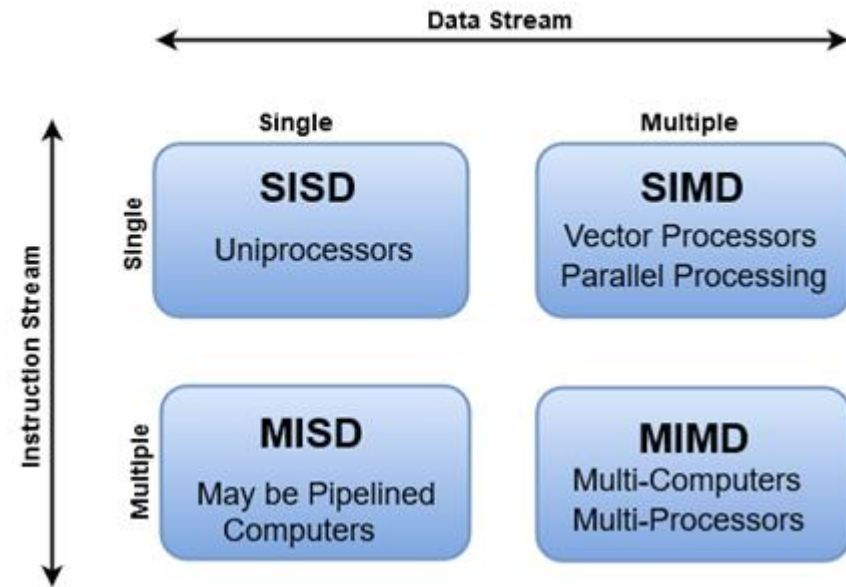 Data Stream
Single
Multiple
Instruction Stream
Single
SISD
Uniprocessors
SIMD
Vector Processors
Parallel Processing
Multiple
MISD
May be Pipelined
Computers
MIMD
Multi-Computers
Multi-Processors